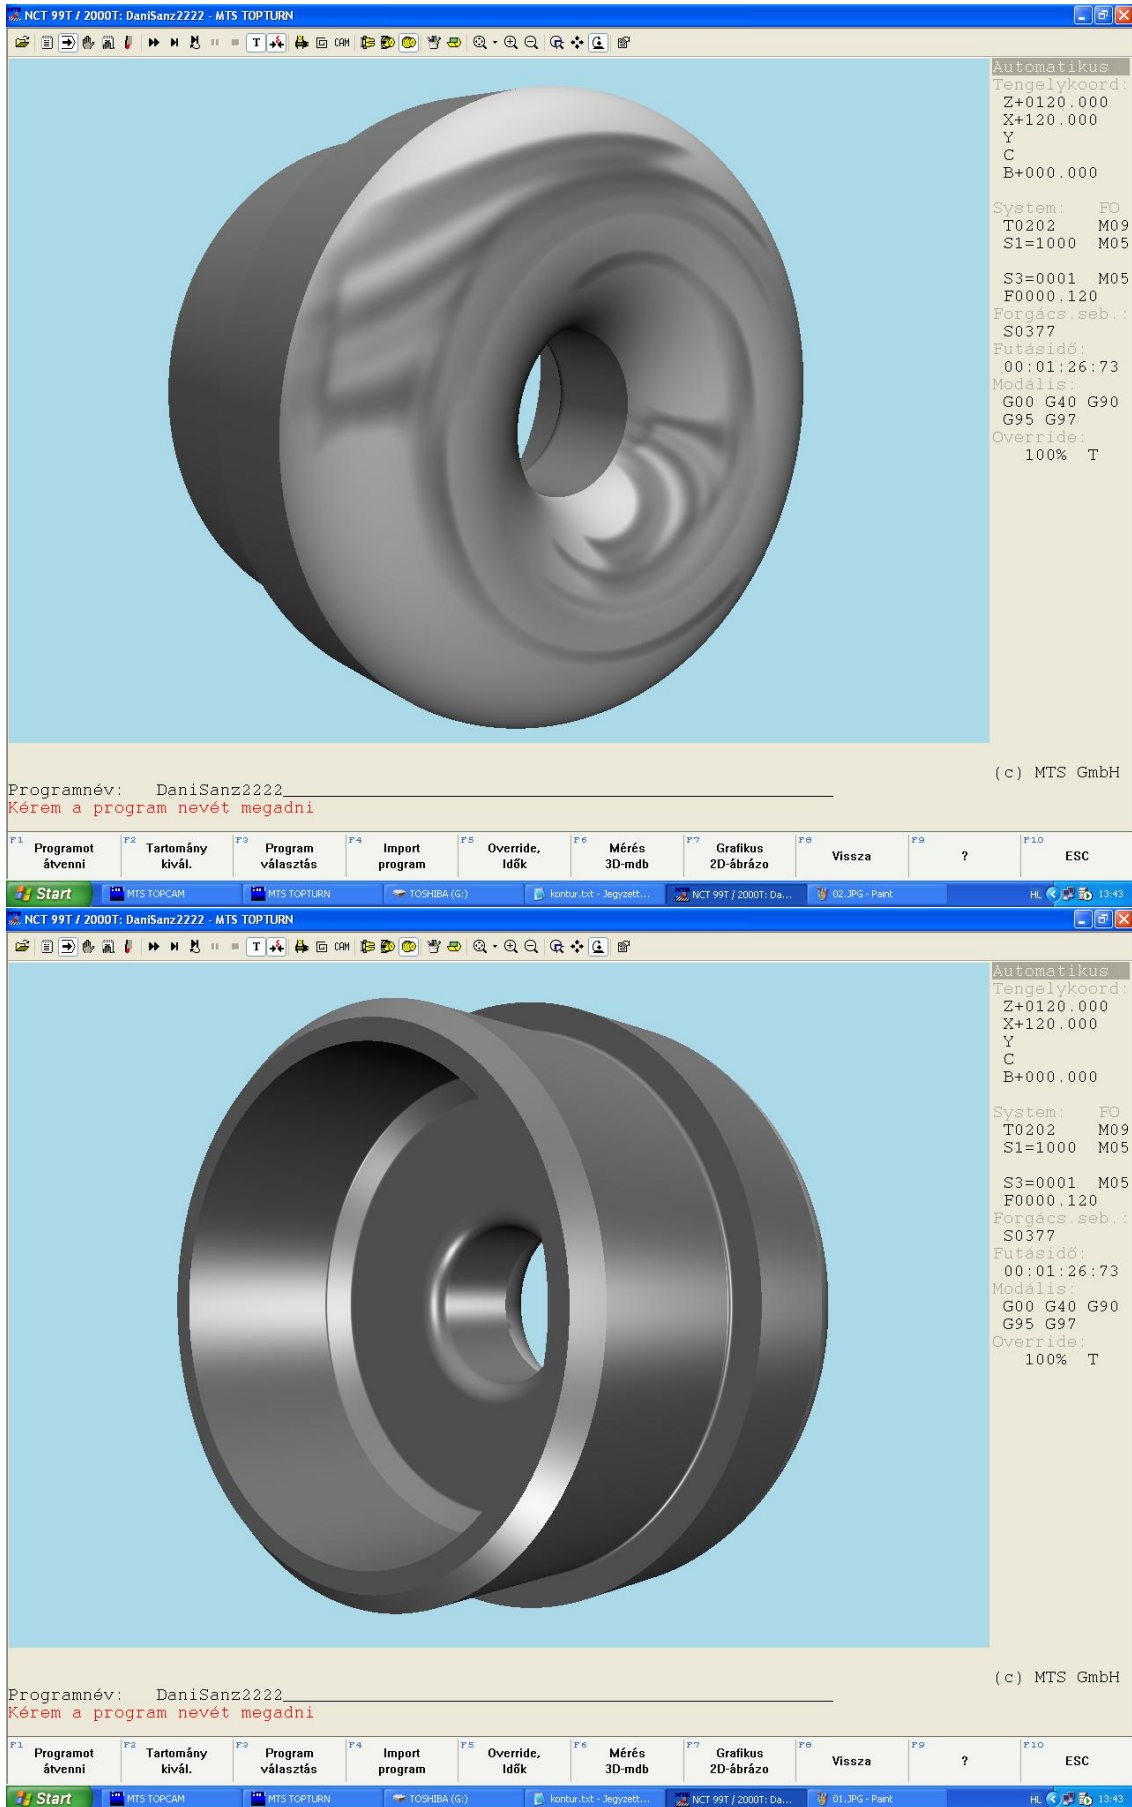 NCT 99T / 2000T: DaniSanz2222 - MTS TOPTURN
T CAM
Automatikus
Tengelykoord:
Z+0120.000
X+120.000
Y
C
B+000.000
System: FO
T0202 M09
S1=1000 M05
S3=0001 M05
F0000.120
Forgács.seb.:
S0377
Futásidő:
00:01:26:73
Modális:
G00 G40 G90
G95 G97
Override:
100% T
(c) MTS GmbH
Programnév: DaniSanz2222
Kérem a program nevét megadni
F1 Programot átvenni F2 Tartomány kivál. F3 Program választás F4 Import program F5 Override, Idők F6 Mérés 3D-mdb F7 Grafikus 2D-ábrázo F8 Vissza F9 ? F10 ESC
Start MTS TOPCAM MTS TOPTURN TOSHIBA (G:) kontur.txt - Jegyzett... NCT 99T / 2000T: Da... 02.JPG - Paint HL 13:43
NCT 99T / 2000T: DaniSanz2222 - MTS TOPTURN
T CAM
Automatikus
Tengelykoord:
Z+0120.000
X+120.000
Y
C
B+000.000
System: FO
T0202 M09
S1=1000 M05
S3=0001 M05
F0000.120
Forgács.seb.:
S0377
Futásidő:
00:01:26:73
Modális:
G00 G40 G90
G95 G97
Override:
100% T
(c) MTS GmbH
Programnév: DaniSanz2222
Kérem a program nevét megadni
F1 Programot átvenni F2 Tartomány kivál. F3 Program választás F4 Import program F5 Override, Idők F6 Mérés 3D-mdb F7 Grafikus 2D-ábrázo F8 Vissza F9 ? F10 ESC
Start MTS TOPCAM MTS TOPTURN TOSHIBA (G:) kontur.txt - Jegyzett... NCT 99T / 2000T: Da... 01.JPG - Paint HL 13:43